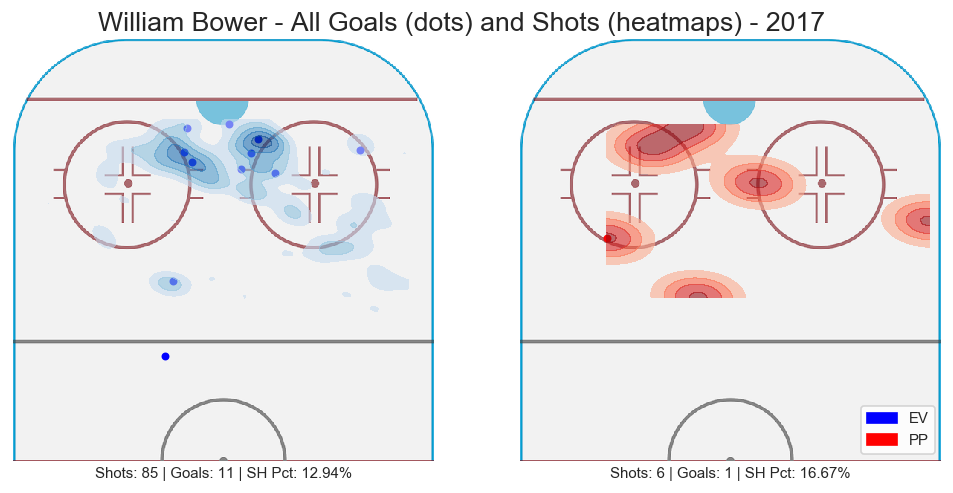 William Bower - All Goals (dots) and Shots (heatmaps) - 2017
EV
PP
Shots: 85 | Goals: 11 | SH Pct: 12.94%
Shots: 6 | Goals: 1 | SH Pct: 16.67%